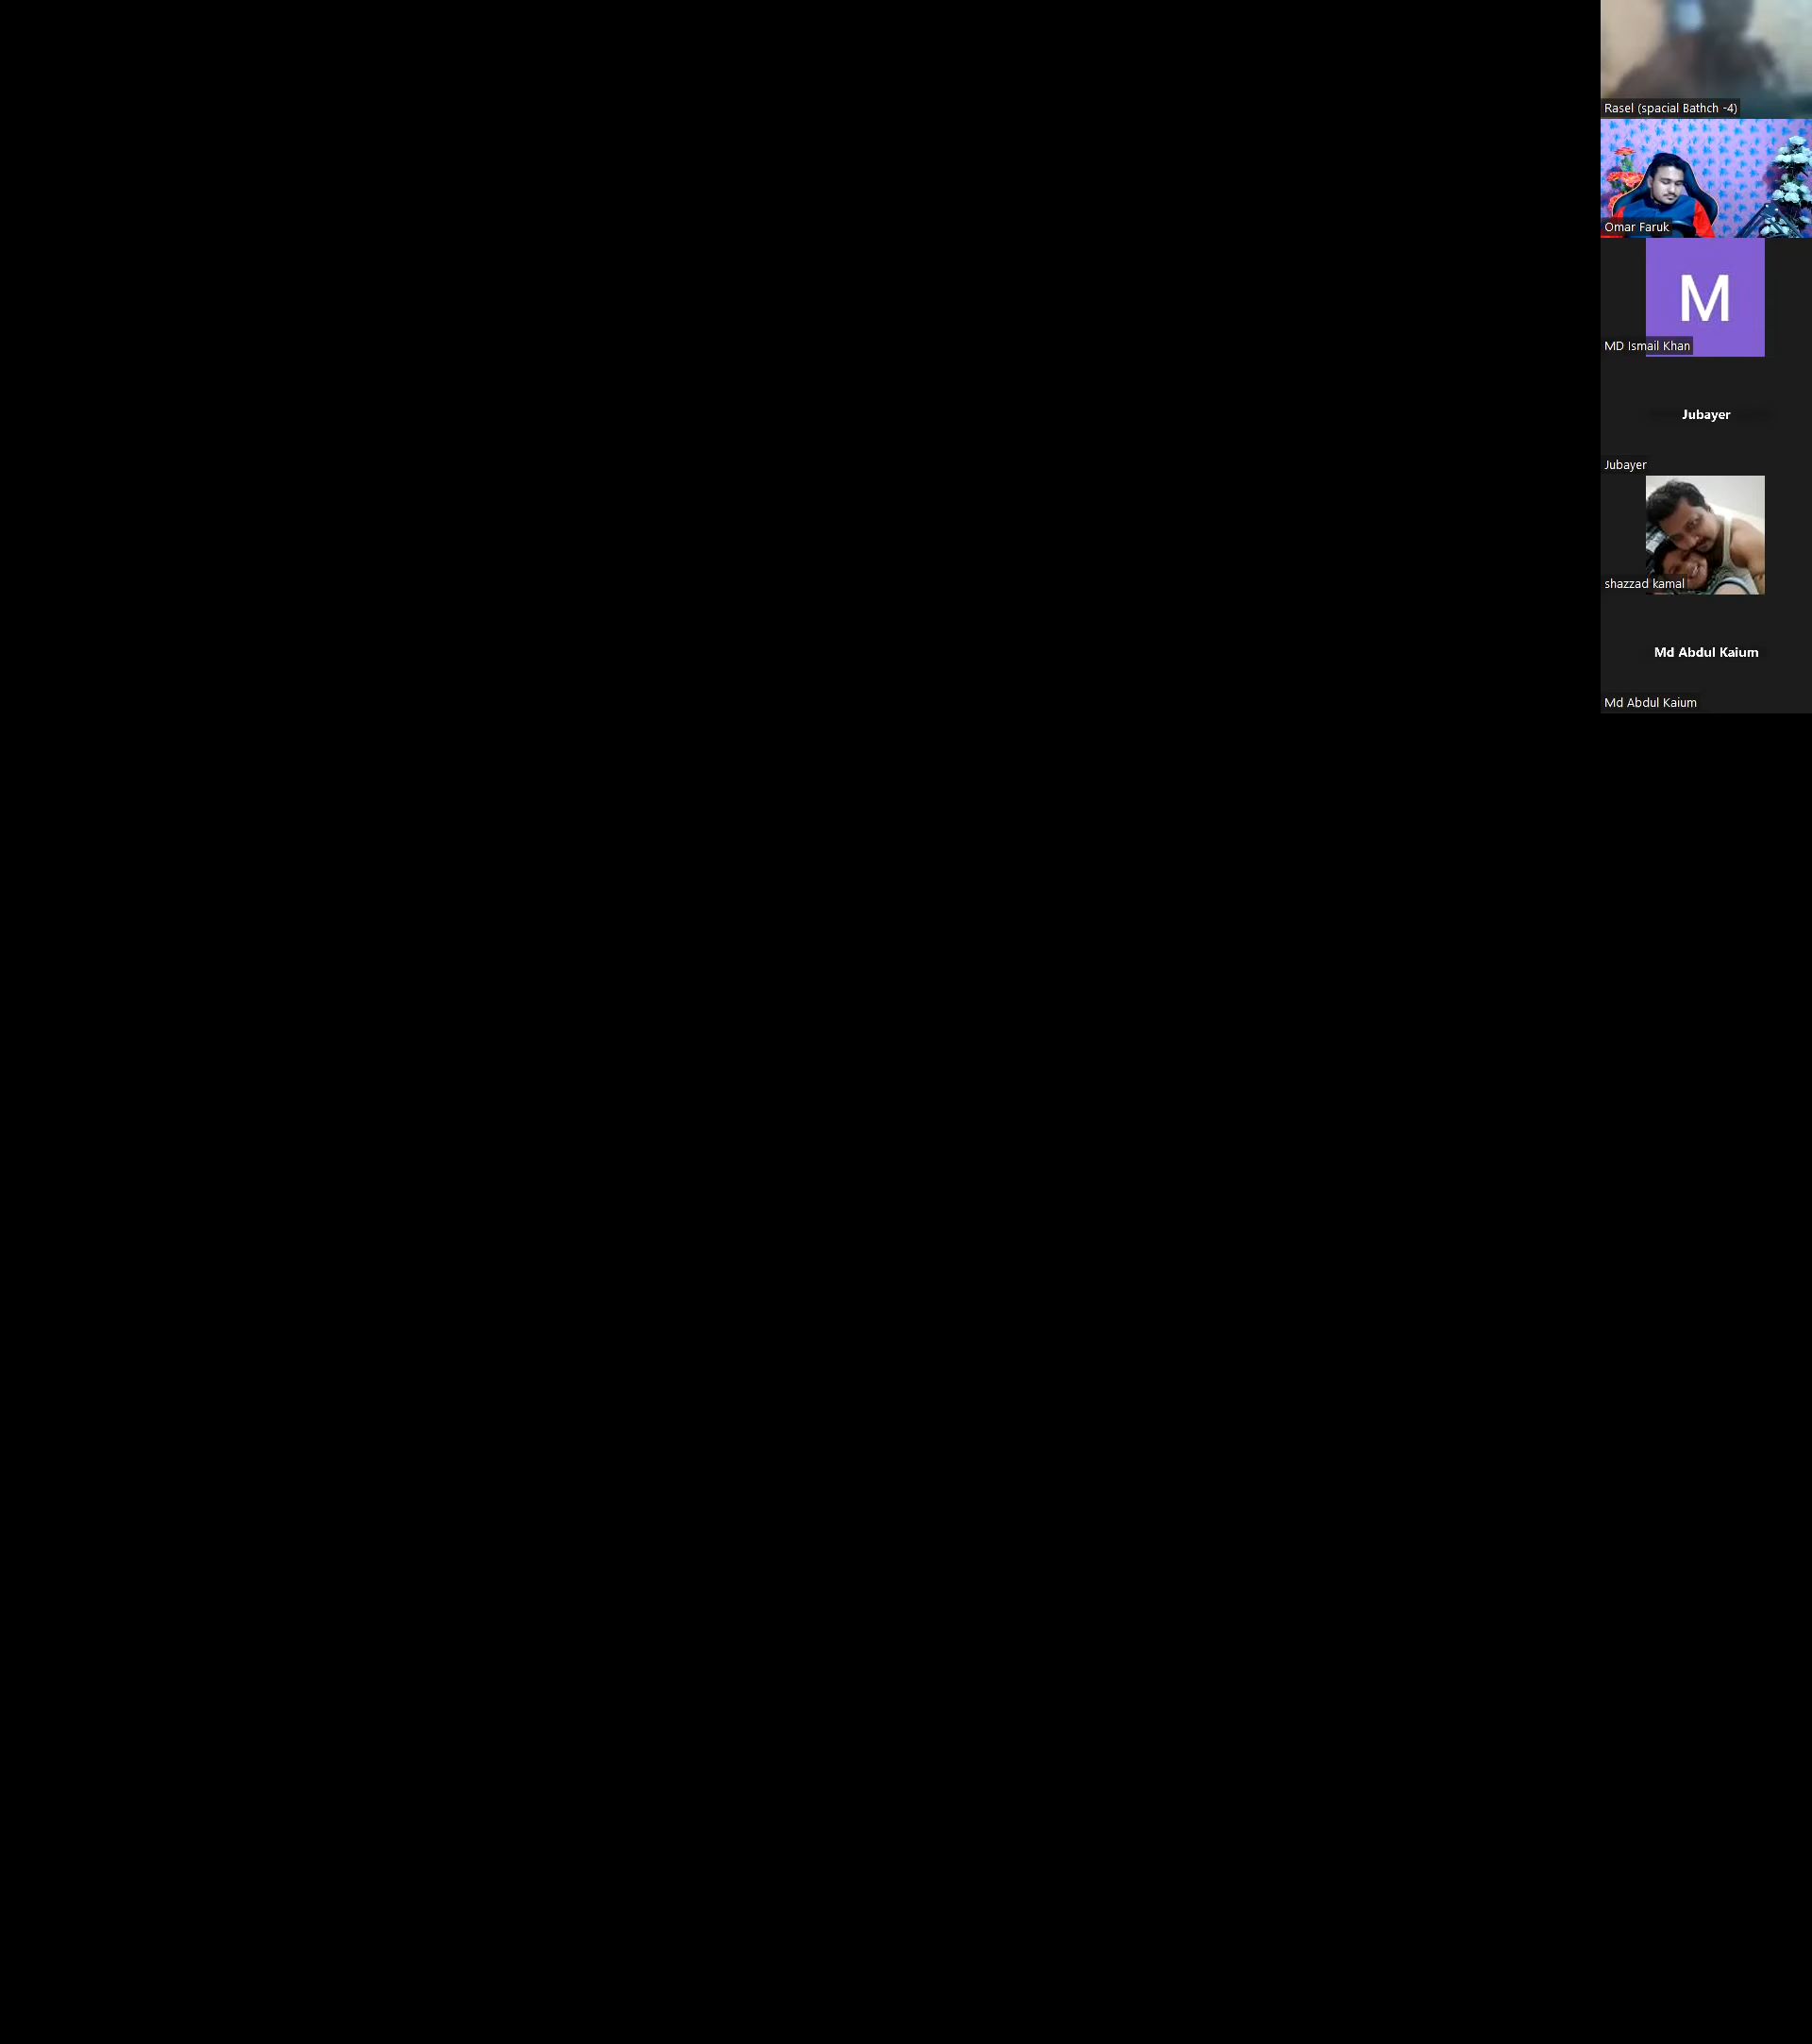 Rasel (spacial Bathch -4)
Omar Faruk
M
MD Ismail Khan
Jubayer
Jubayer
shazzad kamal
Md Abdul Kaium
Md Abdul Kaium